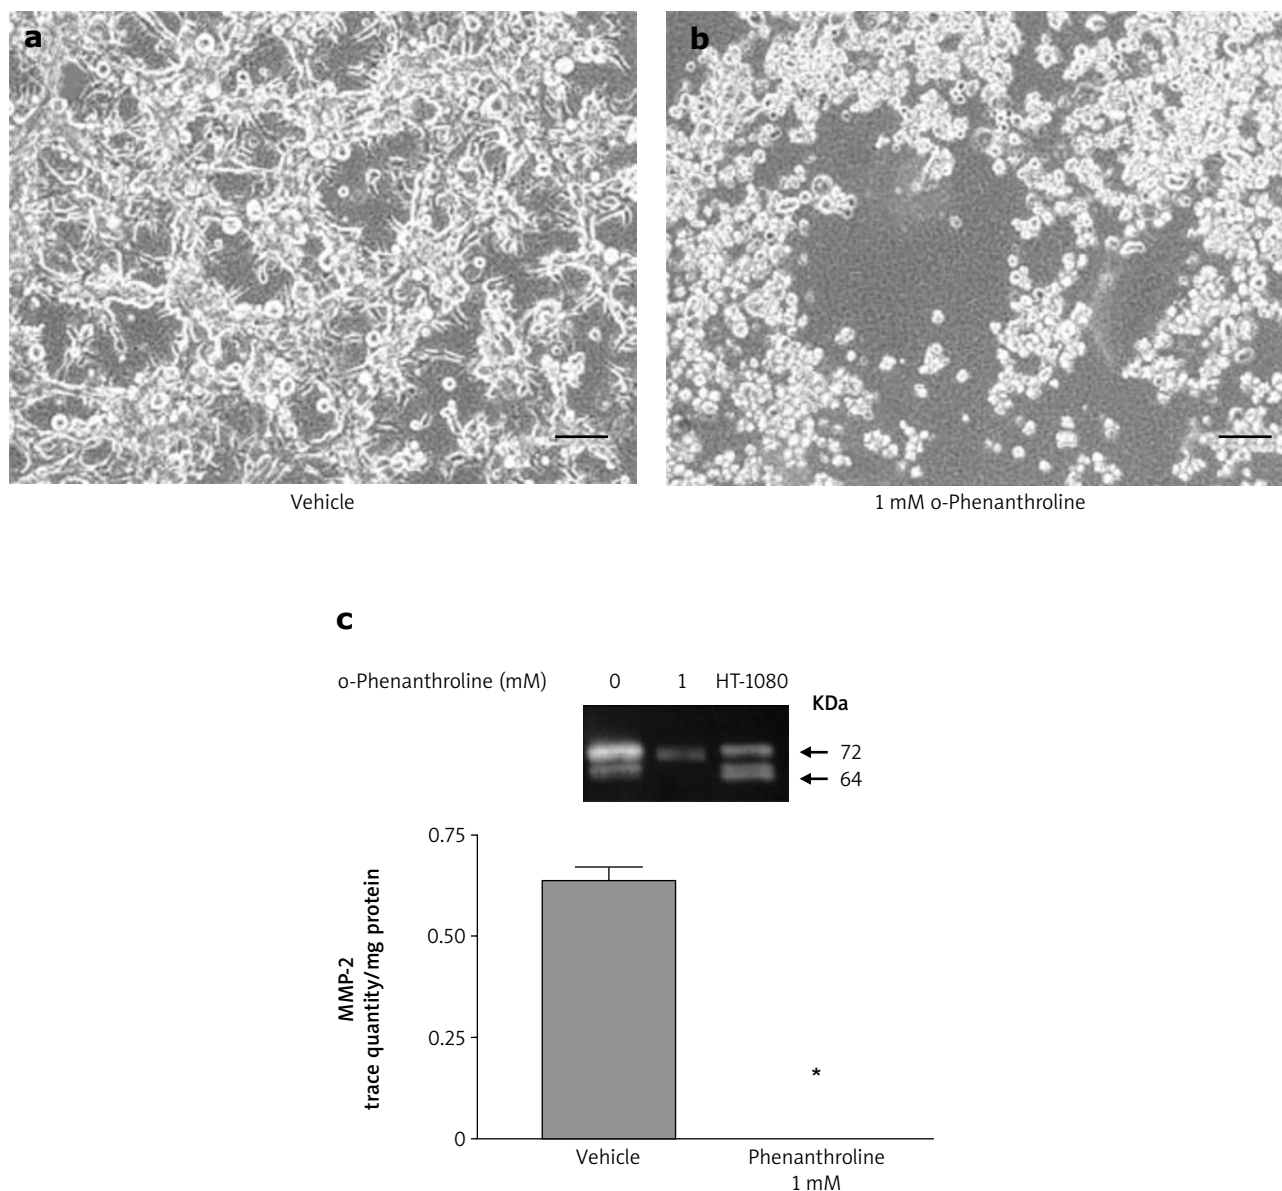 a
b
Vehicle
1 mM o-Phenanthroline
c
o-Phenanthroline (mM) 0 1 HT-1080
KDa
72
64
0.75
0.50
0.25
0
MMP-2
trace quantity/mg protein
*
Vehicle
Phenanthroline
1 mM